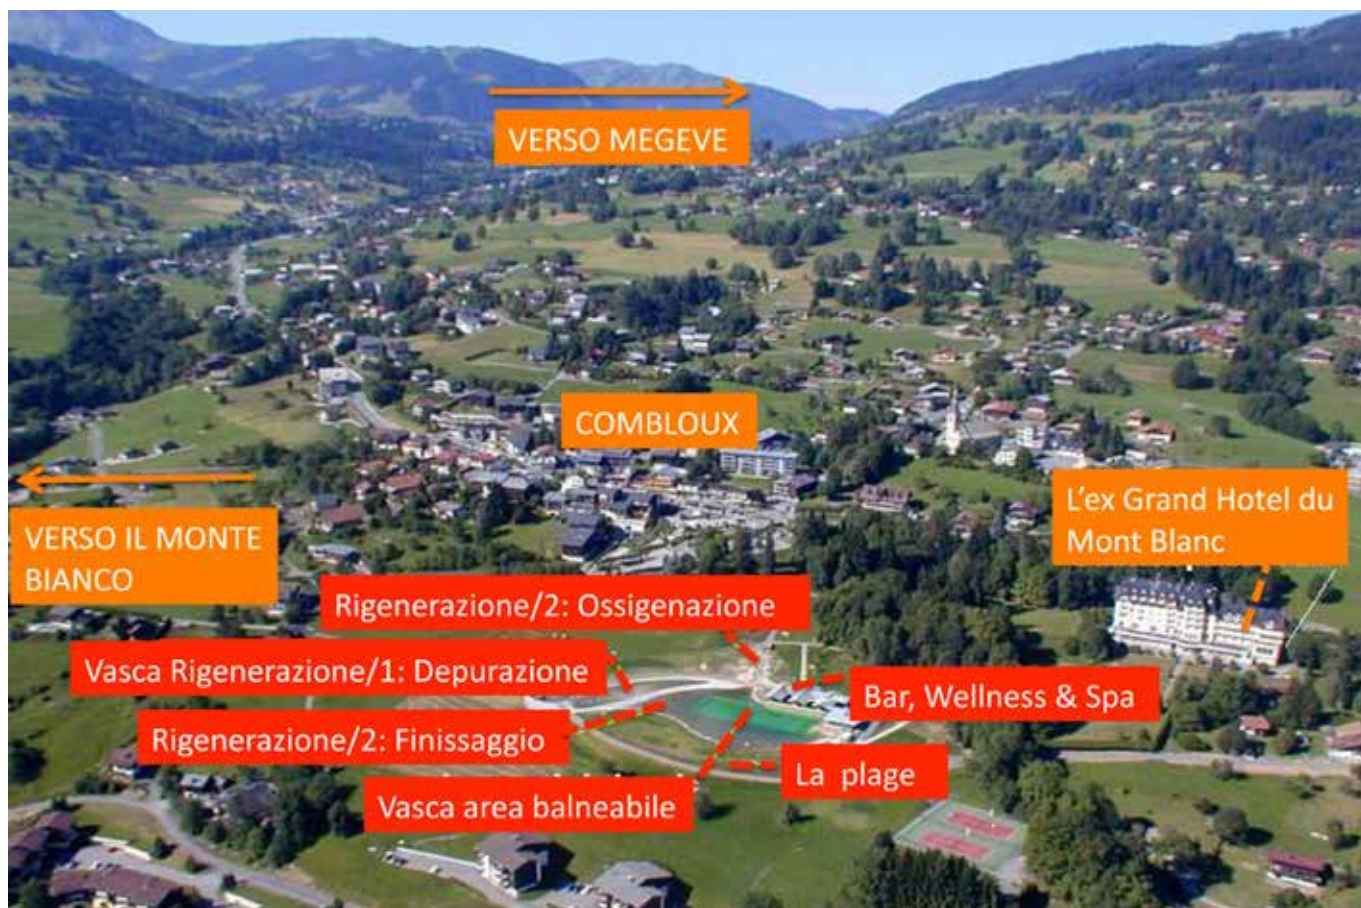 VERSO MEGEVE
COMBLOUX
L'ex Grand Hotel du
Mont Blanc
VERSO IL MONTE
BIANCO
Rigenerazione/2: Ossigenazione
Vasca Rigenerazione/1: Depurazione
Bar, Wellness & Spa
Rigenerazione/2: Finissaggio
La plage
Vasca area balneabile